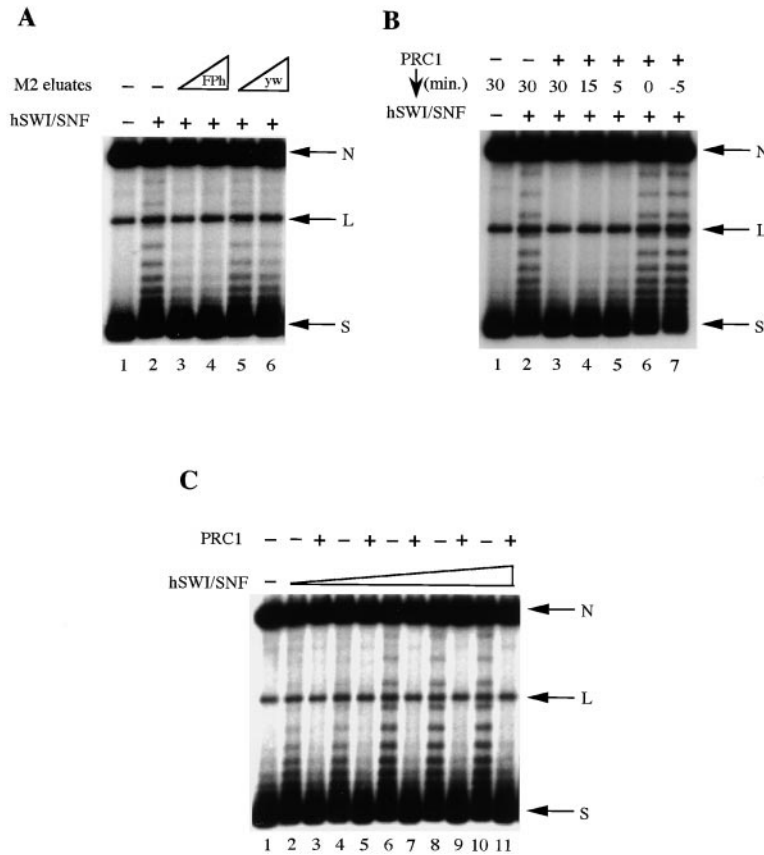 A
M2 eluates – – FPh yw
hSWI/SNF – + + + + +
N
L
S
1 2 3 4 5 6
B
PRC1 – – + + + + +
(min.) 30 30 30 15 5 0 -5
hSWI/SNF – + + + + + +
N
L
S
1 2 3 4 5 6 7
C
PRC1 – – + – + – + – + – +
hSWI/SNF –
N
L
S
1 2 3 4 5 6 7 8 9 10 11